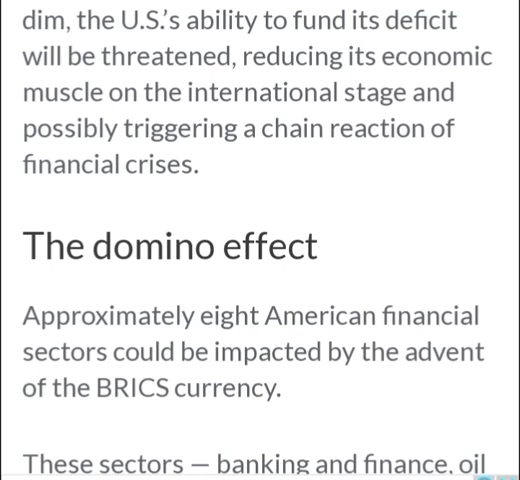 dim, the U.S.'s ability to fund its deficit
will be threatened, reducing its economic
muscle on the international stage and
possibly triggering a chain reaction of
financial crises.
The domino effect
Approximately eight American financial
sectors could be impacted by the advent
of the BRICS currency.
These sectors — banking and finance, oil